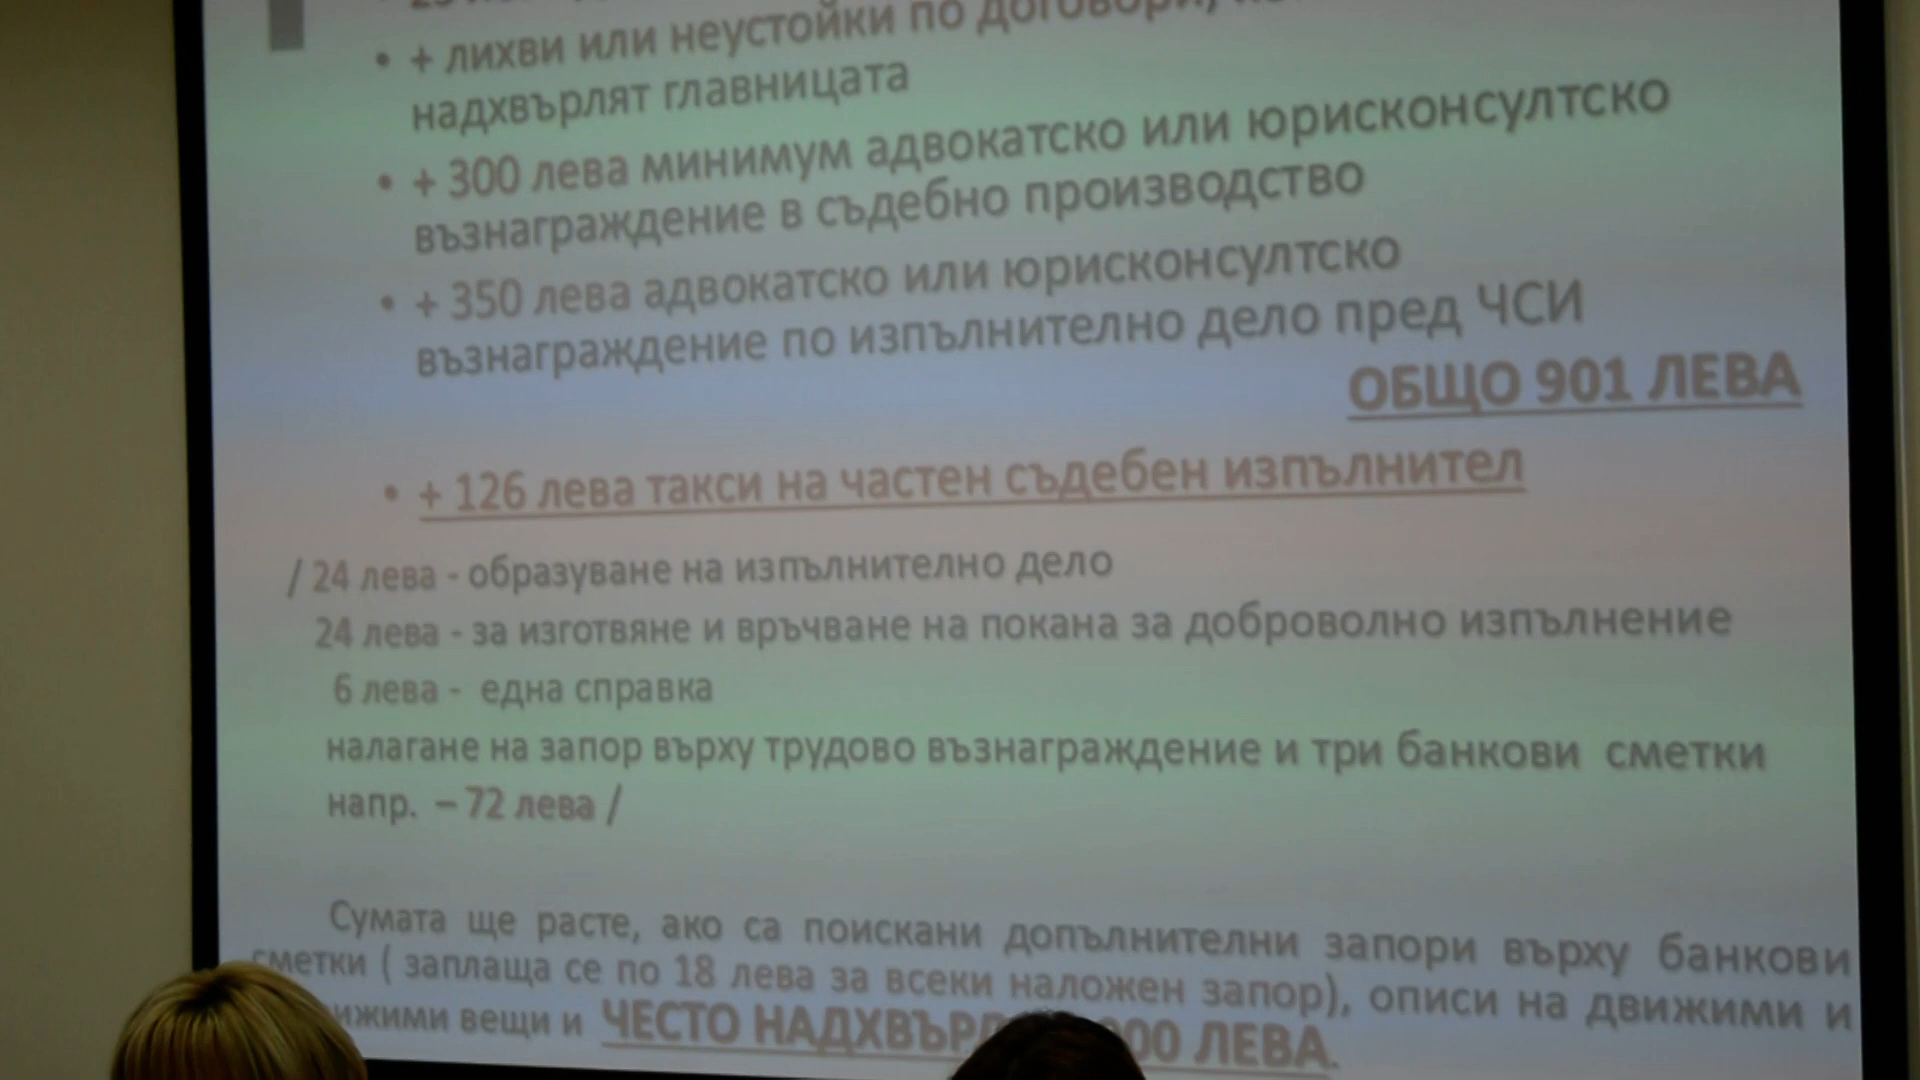 • + лихви или неустойки по договори,
надхвърлят главницата
• + 300 лева минимум адвокатско или юрисконсултско
възнаграждение в съдебно производство
• + 350 лева адвокатско или юрисконсултско
възнаграждение по изпълнително дело пред ЧСИ
ОБЩО 901 ЛЕВА
• + 126 лева такси на частен съдебен изпълнител
/ 24 лева - образуване на изпълнително дело
24 лева - за изготвяне и връчване на покана за доброволно изпълнение
6 лева - една справка
налагане на запор върху трудово възнаграждение и три банкови сметки
напр. – 72 лева /
Сумата ще расте, ако са поискани допълнителни запори върху банкови
сметки ( заплаща се по 18 лева за всеки наложен запор), описи на движими и
вещи и ЧЕСТО ЛЕВА.